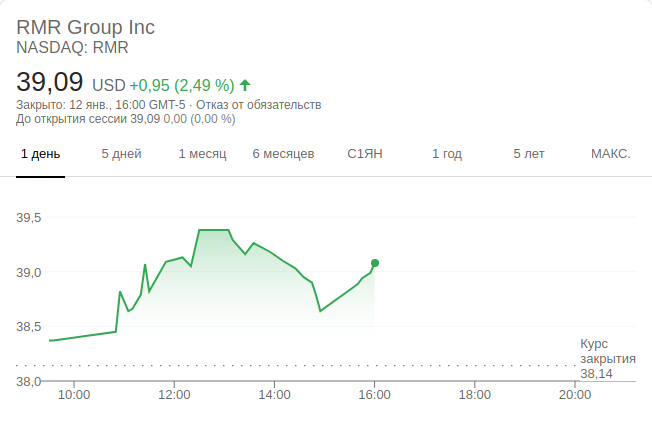 RMR Group Inc
NASDAQ: RMR
39,09 USD +0,95 (2,49 %)
Закрыто: 12 янв., 16:00 GMT-5 · Отказ от обязательств
До открытия сессии 39,09 0,00 (0,00 %)
1 день 5 дней 1 месяц 6 месяцев С1ЯН 1 год 5 лет МАКС.
39,5
39,0
38,5
38,0
Курс
закрытия
38,14
10:00 12:00 14:00 16:00 18:00 20:00